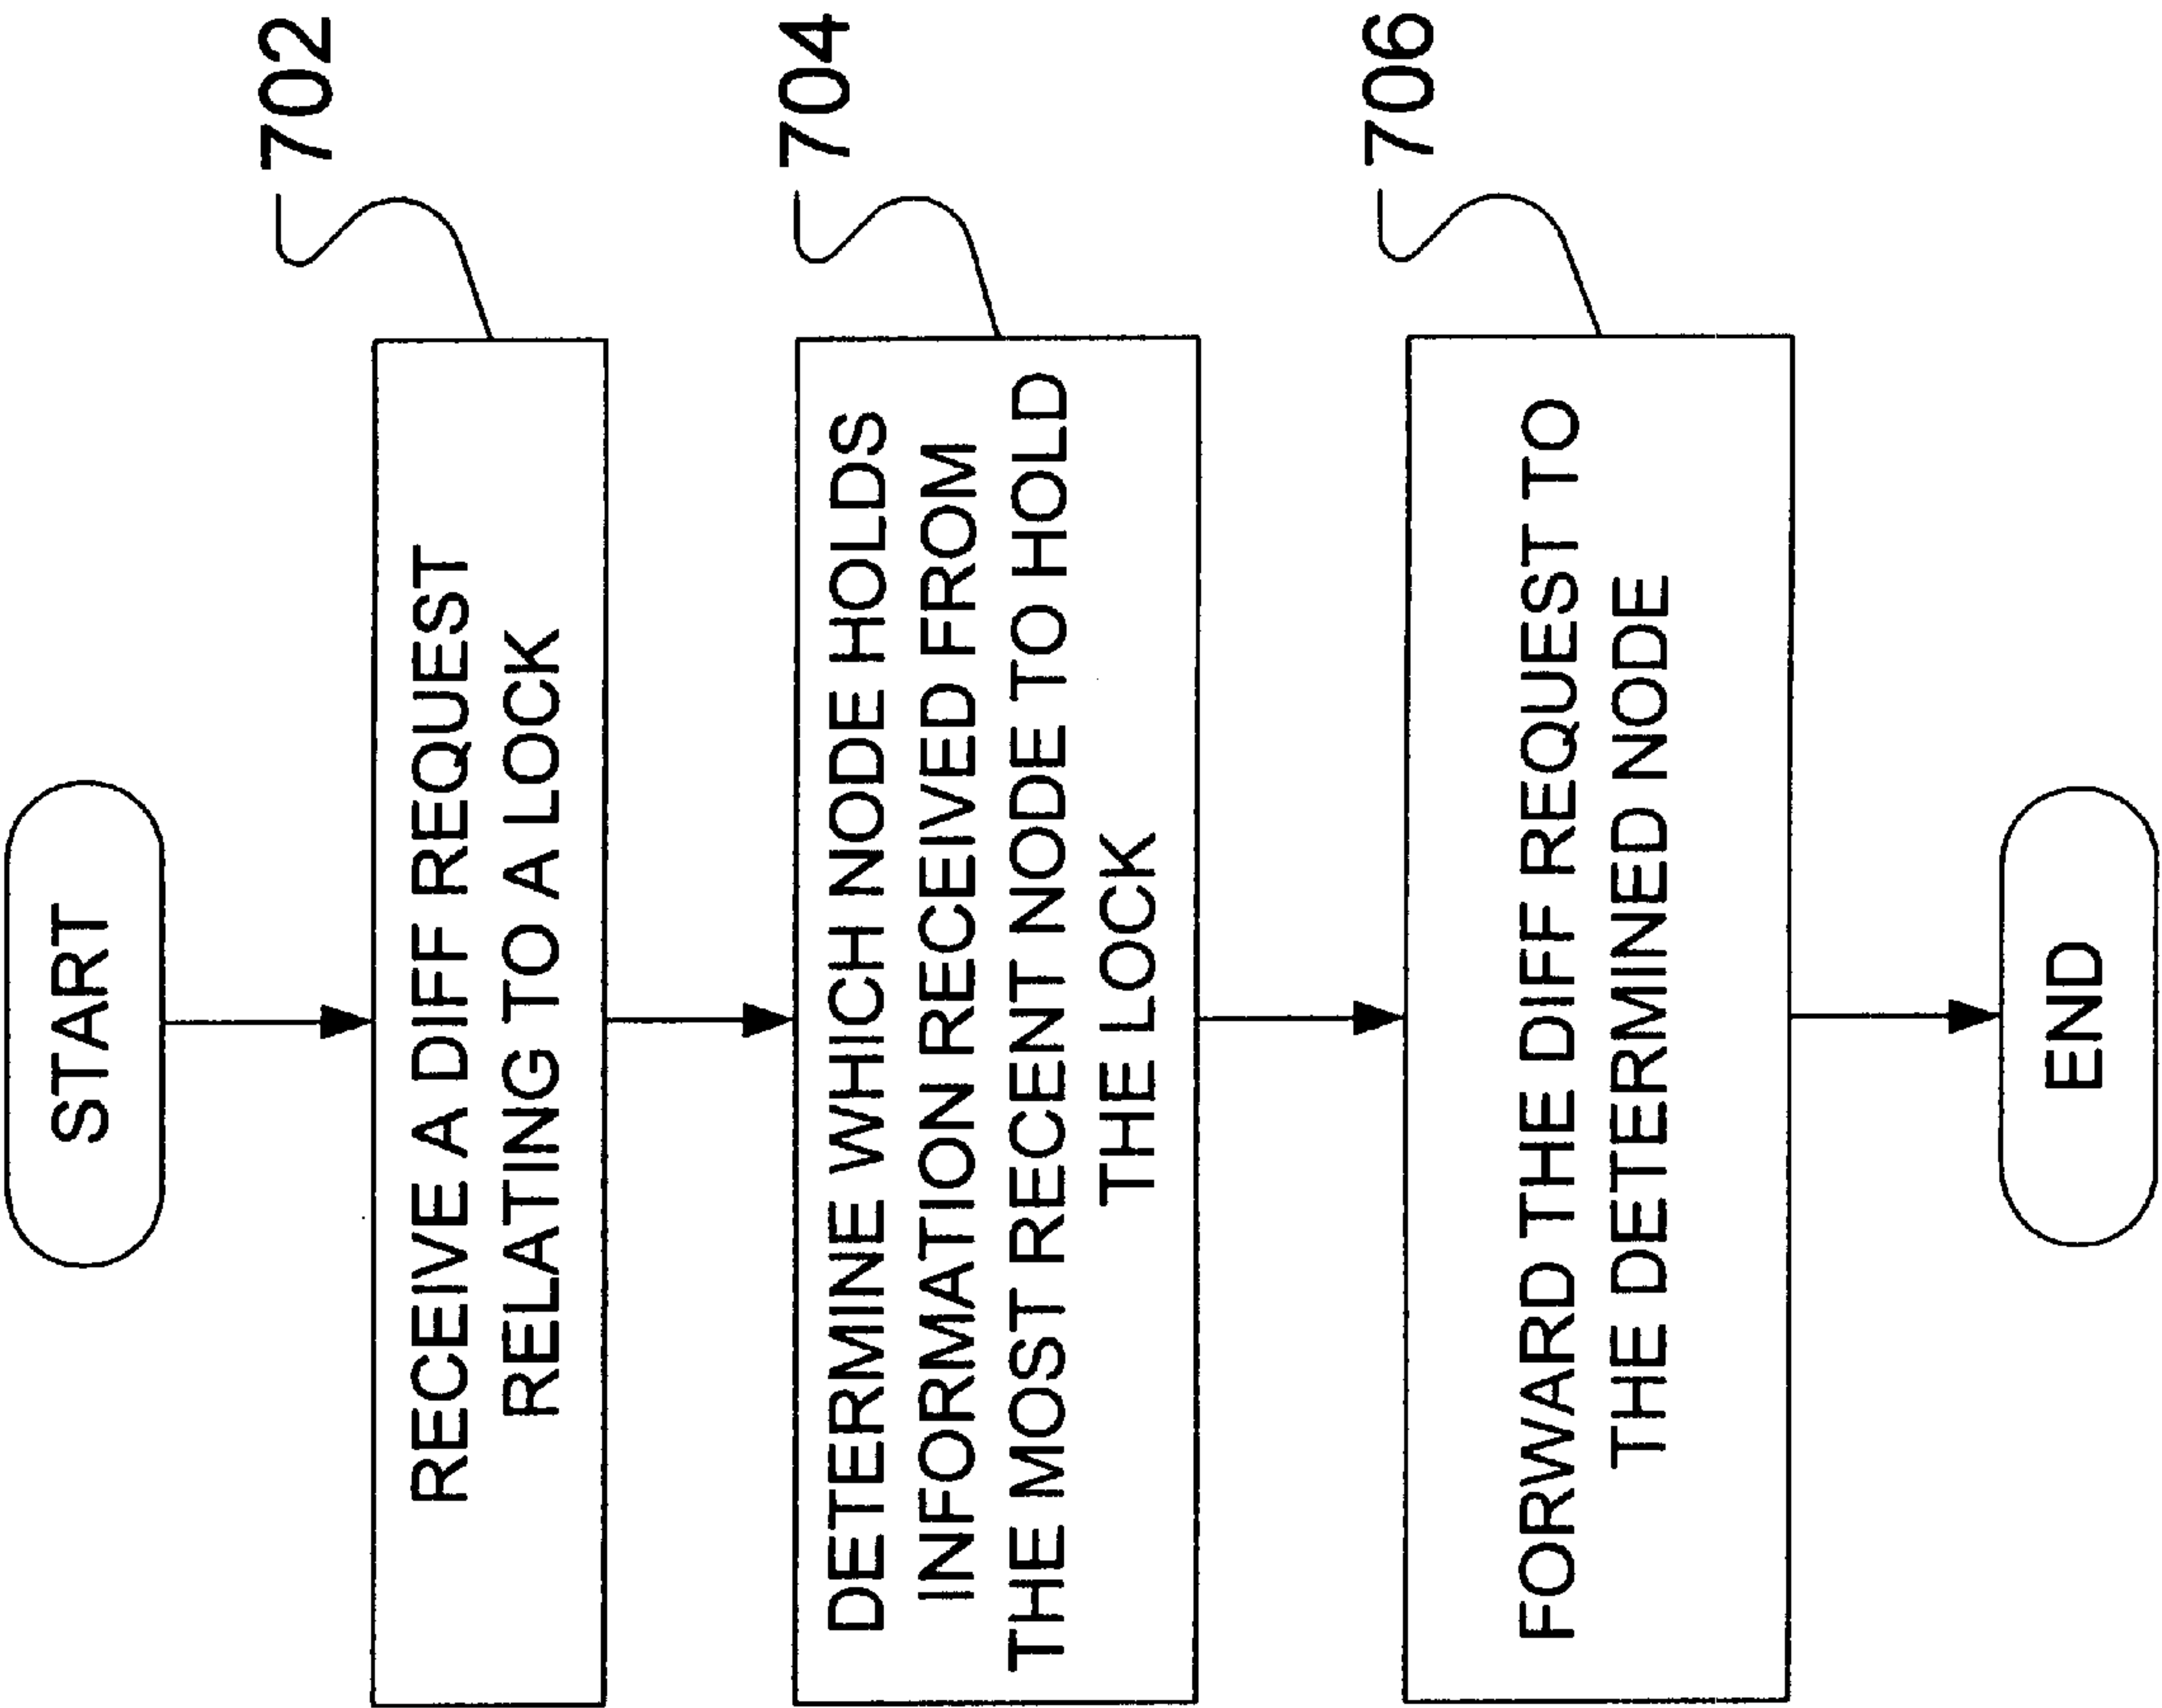 START
RECEIVE A DIFF REQUEST
RELATING TO A LOCK
702
DETERMINE WHICH NODE HOLDS
INFORMATION RECEIVED FROM
THE MOST RECENT NODE TO HOLD
THE LOCK
704
FORWARD THE DIFF REQUEST TO
THE DETERMINED NODE
706
END